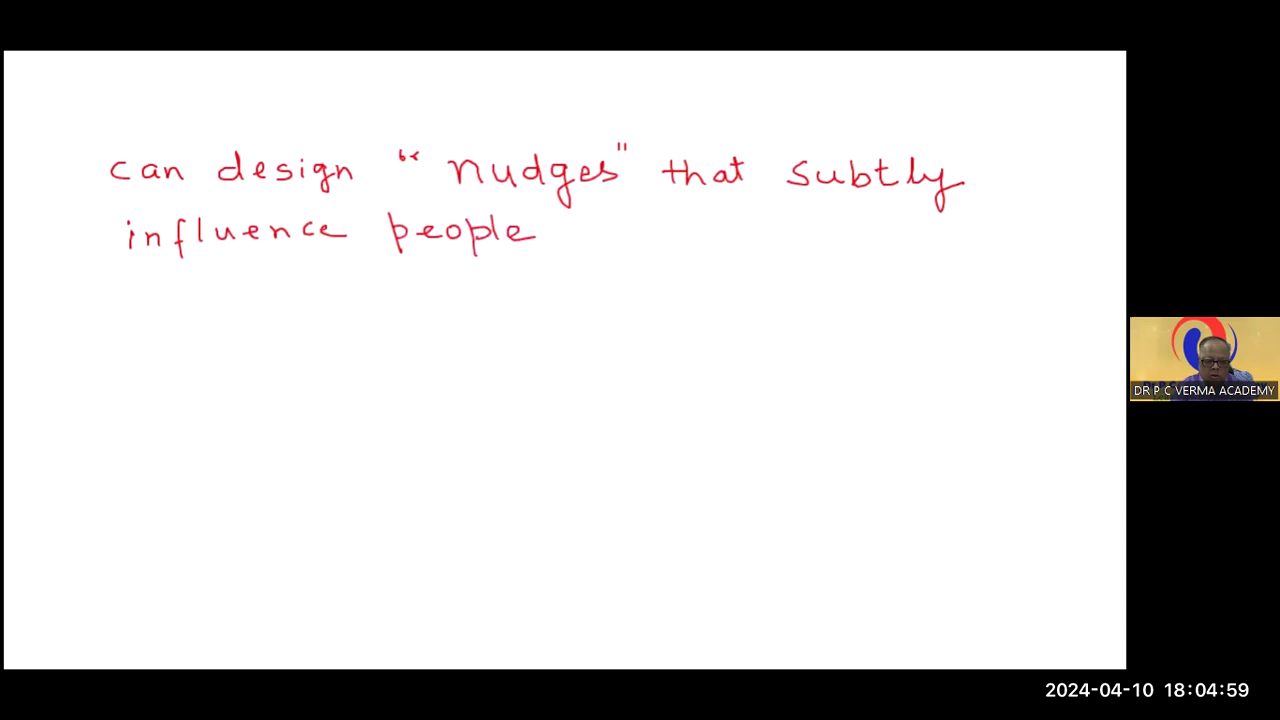 can design “ nudges" that subtly
influence people
DR P C VERMA ACADEMY
2024-04-10 18:04:59